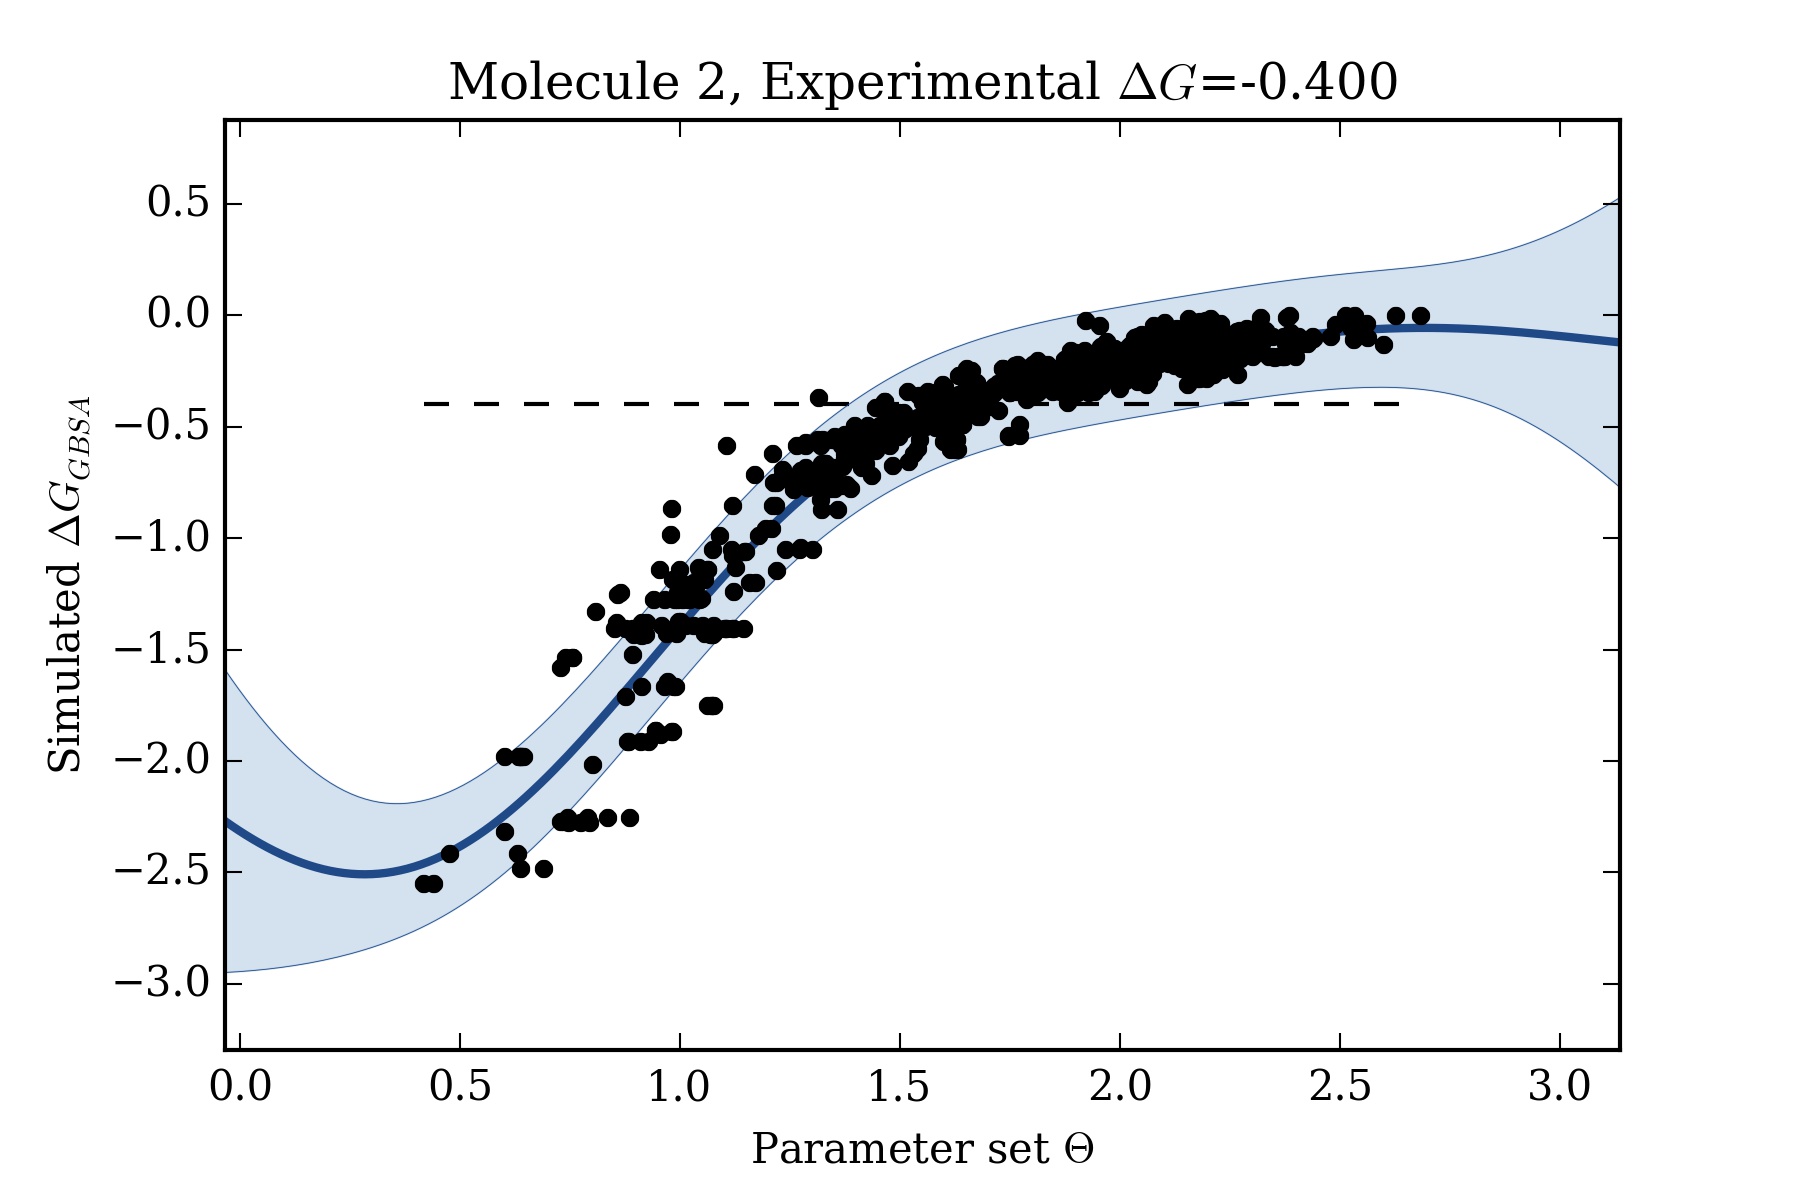 Molecule 2, Experimental ΔG=-0.400
Simulated ΔG_GBSA
0.5
0.0
−0.5
−1.0
−1.5
−2.0
−2.5
−3.0
0.0 0.5 1.0 1.5 2.0 2.5 3.0
Parameter set Θ